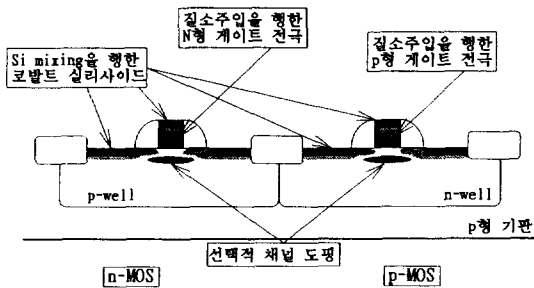 질소주입을 행한
N형 게이트 전극
질소주입을 행한
p형 게이트 전극
Si mixing을 행한
코발트 실리사이드
p-well
n-well
p형 기판
선택적 채널 도핑
n-MOS
p-MOS